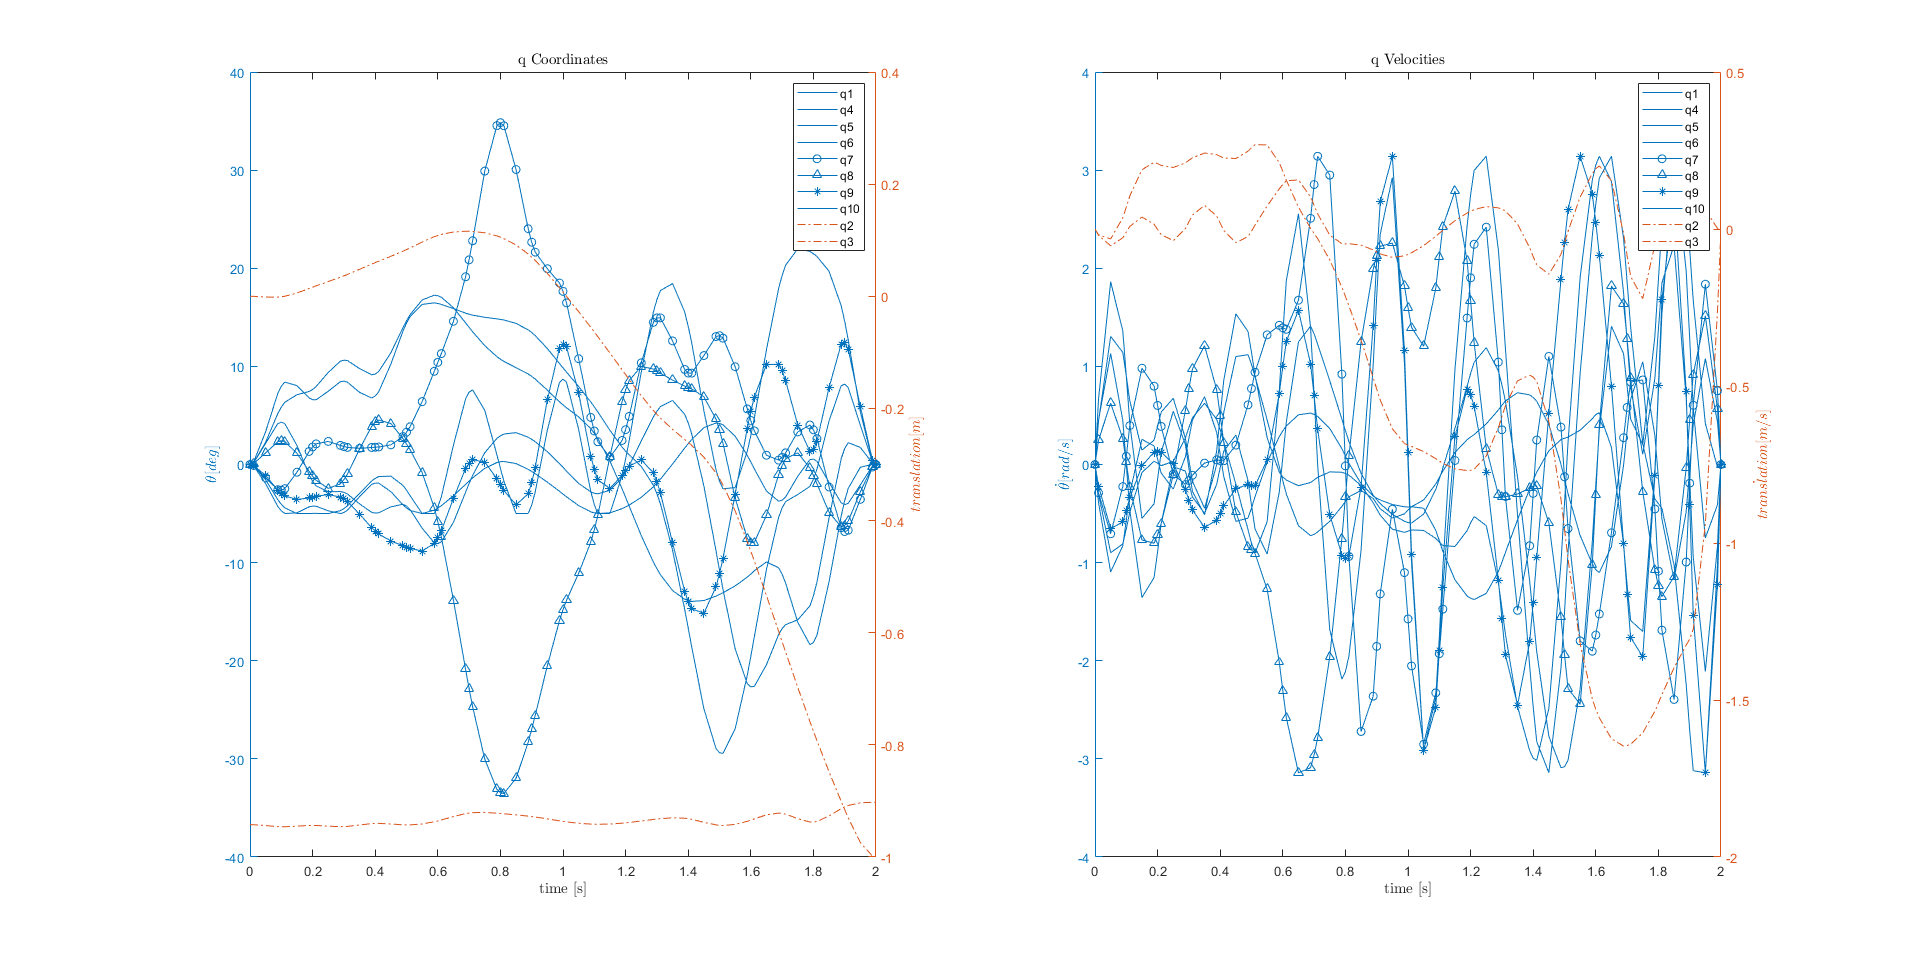 q Coordinates
40
30
20
10
0
-10
-20
-30
-40
θ[deg]
0
0.2
0.4
0.6
0.8
1
1.2
1.4
1.6
1.8
2
time [s]
0.4
0.2
0
-0.2
-0.4
-0.6
-0.8
-1
translation[m]
q1
q4
q5
q6
q7
q8
q9
q10
q2
q3
q Velocities
4
3
2
1
0
-1
-2
-3
-4
θ̇[rad/s]
0
0.2
0.4
0.6
0.8
1
1.2
1.4
1.6
1.8
2
time [s]
0.5
0
-0.5
-1
-1.5
-2
translation[m/s]
q1
q4
q5
q6
q7
q8
q9
q10
q2
q3